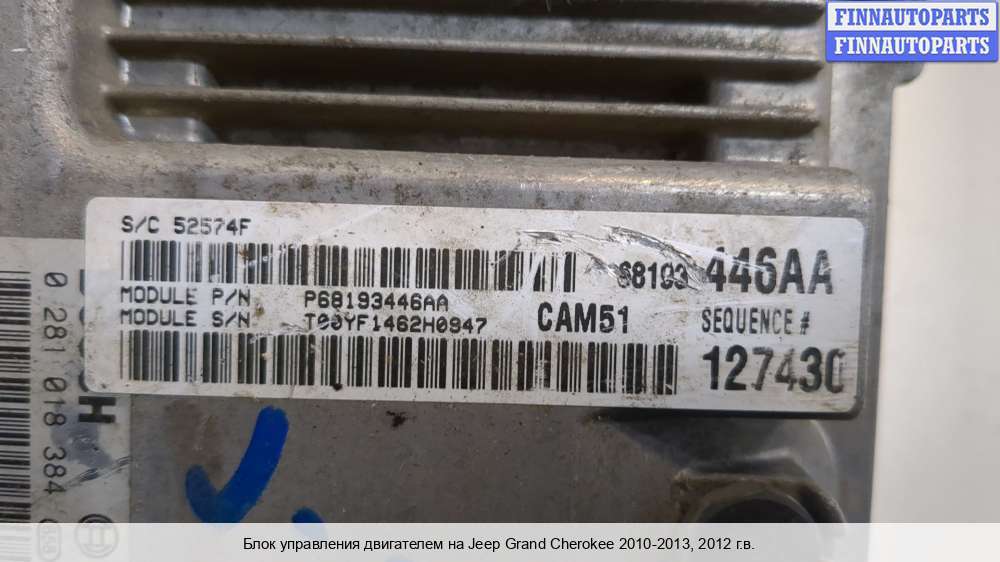 FINNAUTOPARTS
FINNAUTOPARTS
S/C 52574F
68193 446AA
MODULE P/N P68193446AA
MODULE S/N T00YF1462H0947
CAM51
SEQUENCE #
127430
0 281 018 384
Блок управления двигателем на Jeep Grand Cherokee 2010-2013, 2012 г.в.